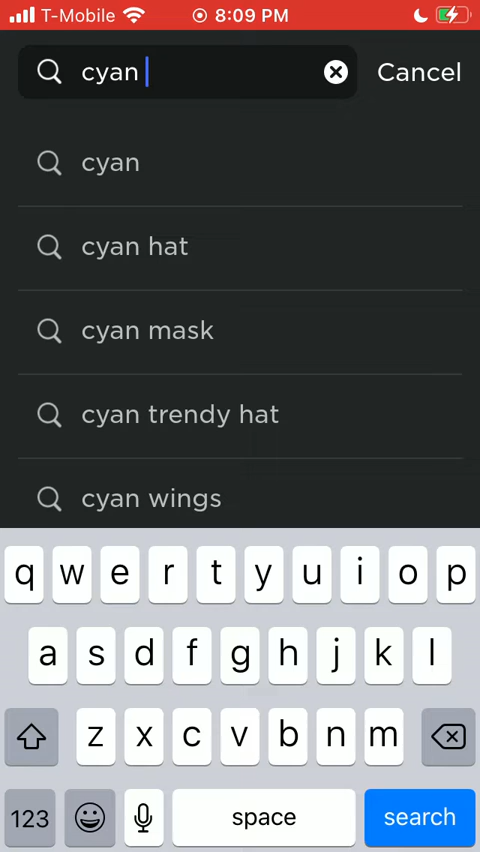 T-Mobile 8:09 PM
cyan Cancel
cyan
cyan hat
cyan mask
cyan trendy hat
cyan wings
q w e r t y u i o p
a s d f g h j k l
z x c v b n m
123 space search